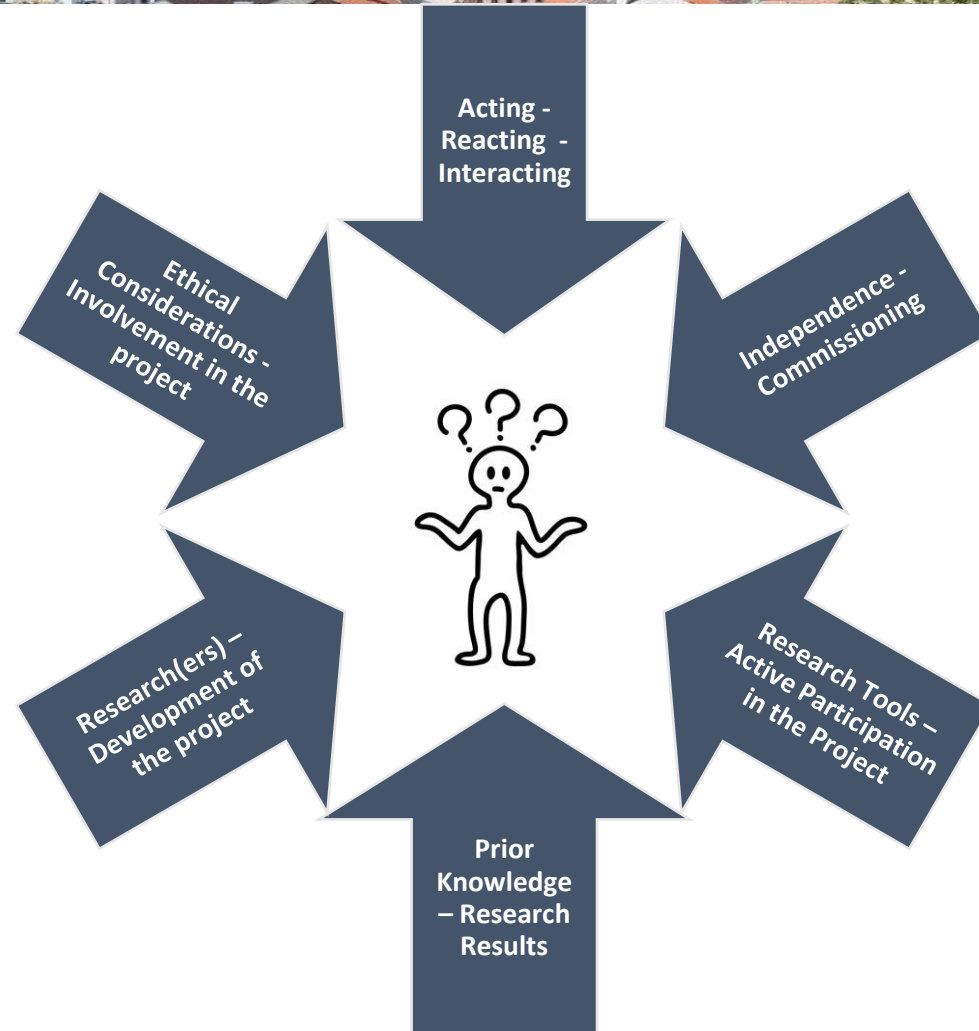 Acting -
Reacting -
Interacting
Ethical
Considerations -
Involvement in the
project
Independence -
Commissioning
Research(ers) –
Development of
the project
Research Tools –
Active Participation
in the Project
Prior
Knowledge
– Research
Results
? ? ?